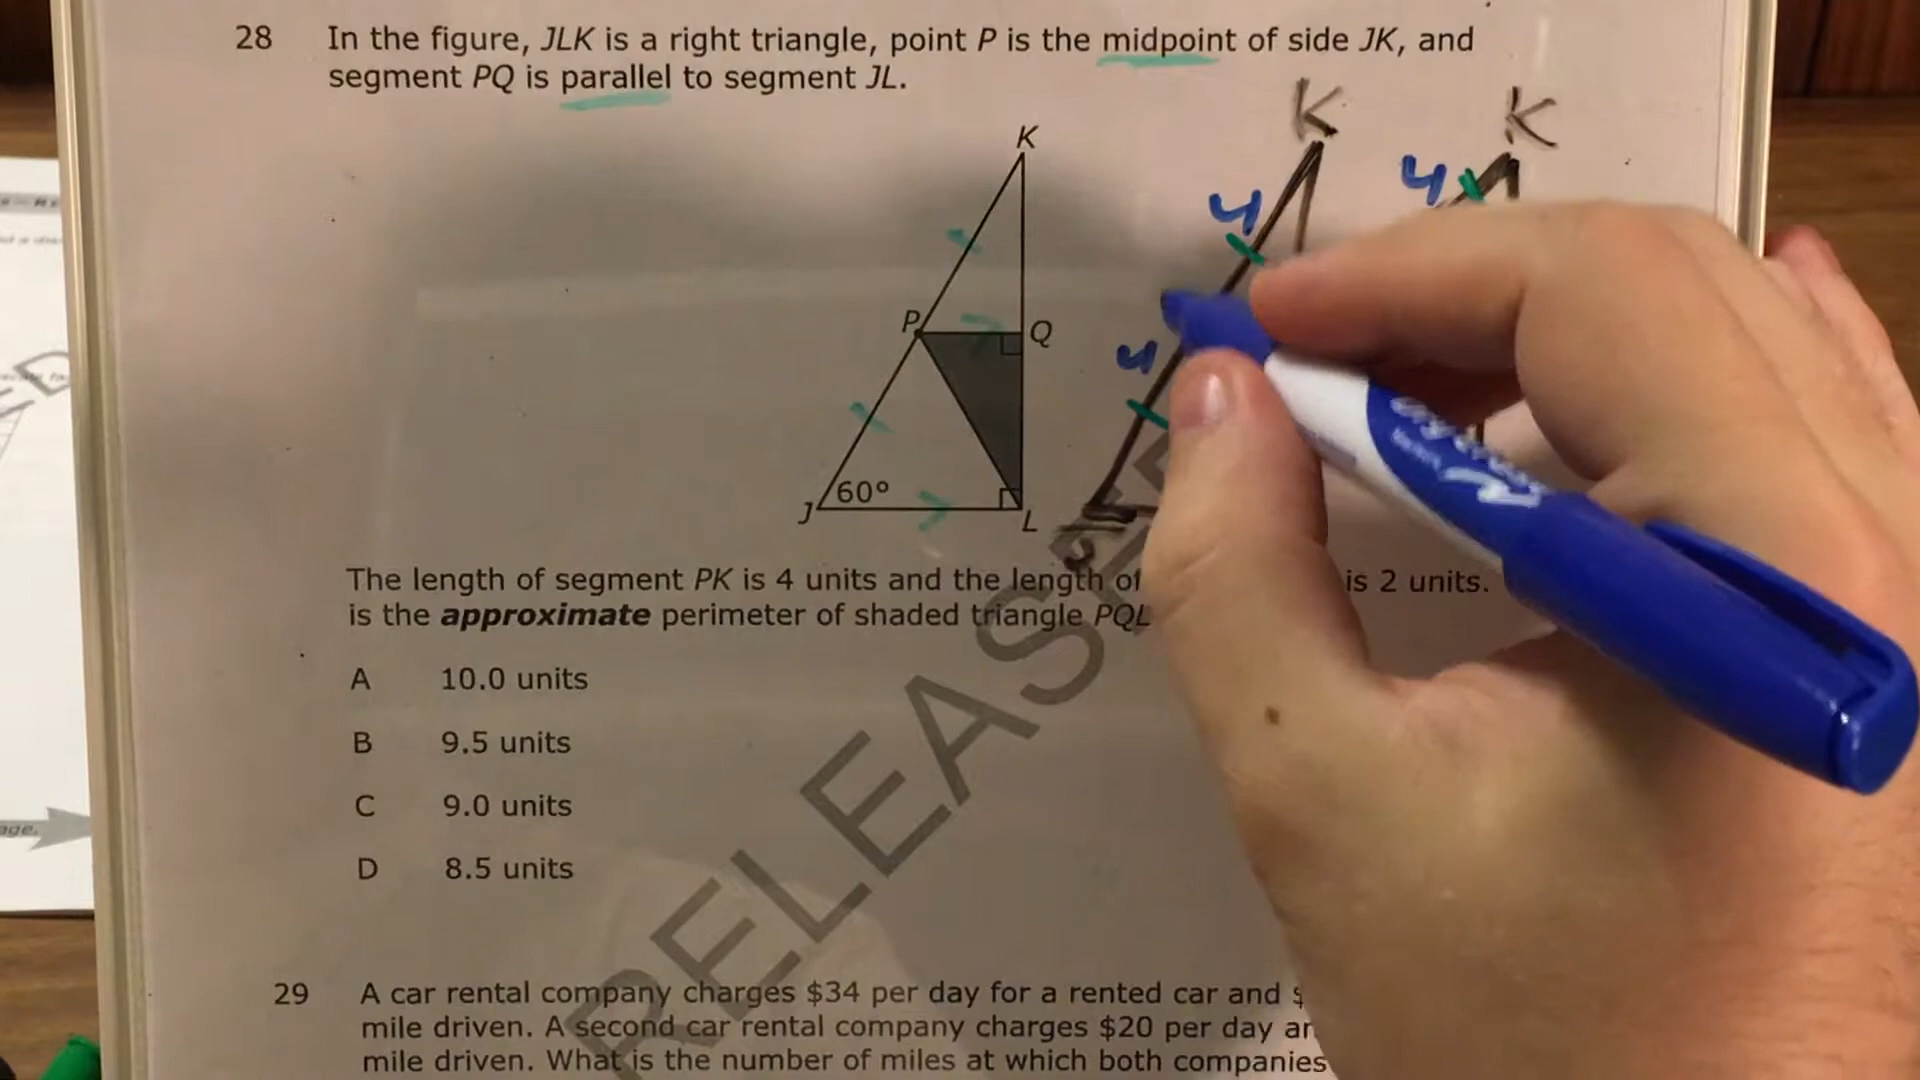 28 In the figure, JLK is a right triangle, point P is the midpoint of side JK, and
segment PQ is parallel to segment JL.
K
K
K
4
4
P
Q
4
60°
J
L
J
The length of segment PK is 4 units and the length of is 2 units.
is the approximate perimeter of shaded triangle PQL
A 10.0 units
B 9.5 units
C 9.0 units
D 8.5 units
RELEASE
29 A car rental company charges $34 per day for a rented car and $
mile driven. A second car rental company charges $20 per day
mile driven. What is the number of miles at which both companies